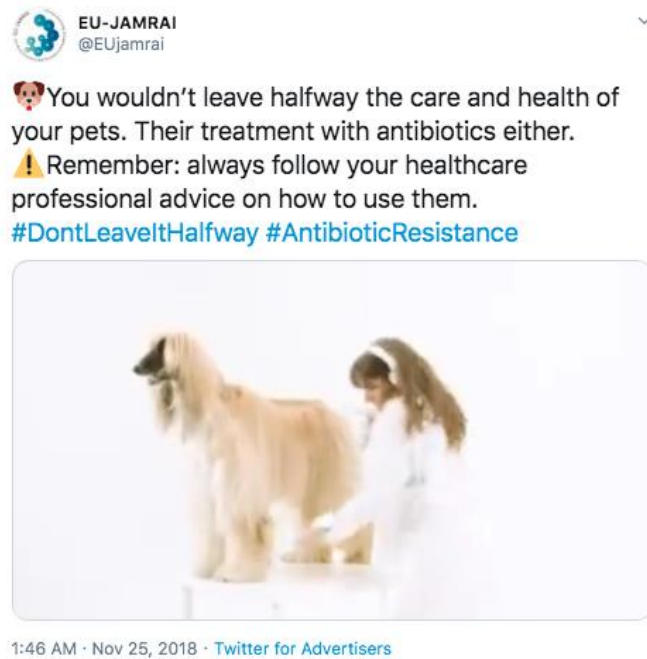 EU-JAMRAI
@EUjamrai
🐶You wouldn’t leave halfway the care and health of
your pets. Their treatment with antibiotics either.
⚠️Remember: always follow your healthcare
professional advice on how to use them.
#DontLeaveItHalfway #AntibioticResistance
1:46 AM · Nov 25, 2018 · Twitter for Advertisers